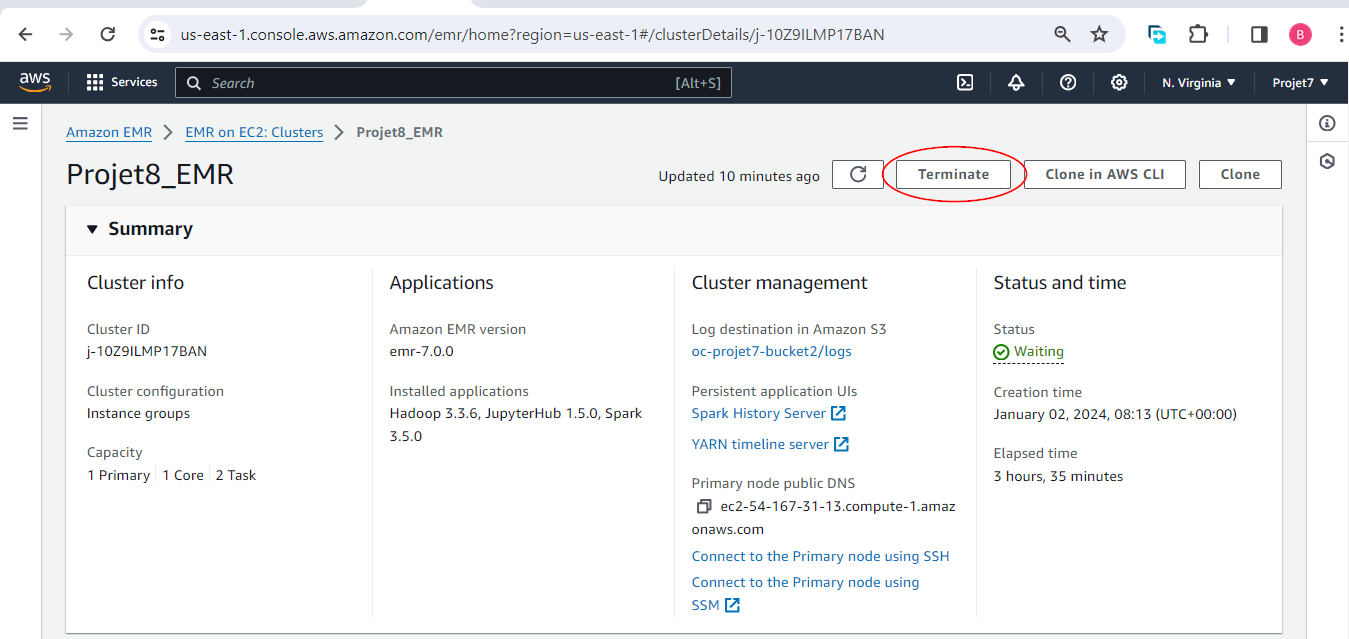 us-east-1.console.aws.amazon.com/emr/home?region=us-east-1#/clusterDetails/j-10Z9ILMP17BAN
B
aws
Services
Search
[Alt+S]
N. Virginia
Projet7
Amazon EMR
EMR on EC2: Clusters
Projet8_EMR
Projet8_EMR
Updated 10 minutes ago
Terminate
Clone in AWS CLI
Clone
Summary
Cluster info
Cluster ID
j-10Z9ILMP17BAN
Cluster configuration
Instance groups
Capacity
1 Primary
1 Core
2 Task
Applications
Amazon EMR version
emr-7.0.0
Installed applications
Hadoop 3.3.6, JupyterHub 1.5.0, Spark
3.5.0
Cluster management
Log destination in Amazon S3
oc-projet7-bucket2/logs
Persistent application UIs
Spark History Server
YARN timeline server
Primary node public DNS
ec2-54-167-31-13.compute-1.amaz
onaws.com
Connect to the Primary node using SSH
Connect to the Primary node using
SSM
Status and time
Status
Waiting
Creation time
January 02, 2024, 08:13 (UTC+00:00)
Elapsed time
3 hours, 35 minutes